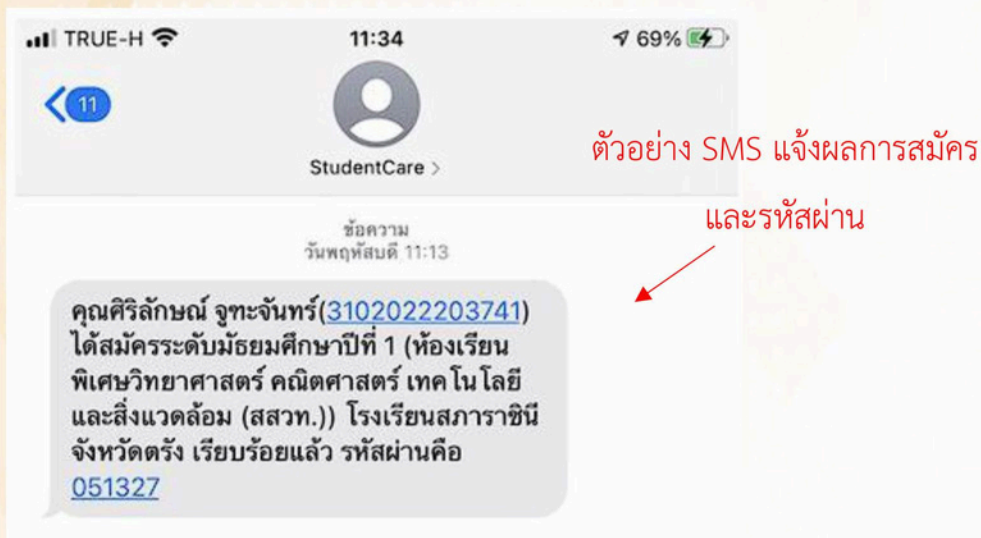 TRUE-H
11:34
69%
11
StudentCare >
ตัวอย่าง SMS แจ้งผลการสมัคร
และรหัสผ่าน
ข้อความ
วันพฤหัสบดี 11:13
คุณศิริลักษณ์ จูฑะจันทร์(3102022203741)
ได้สมัครระดับมัธยมศึกษาปีที่ 1 (ห้องเรียน
พิเศษวิทยาศาสตร์ คณิตศาสตร์ เทคโนโลยี
และสิ่งแวดล้อม (สสวท.)) โรงเรียนสภาราชินี
จังหวัดตรัง เรียบร้อยแล้ว รหัสผ่านคือ
051327